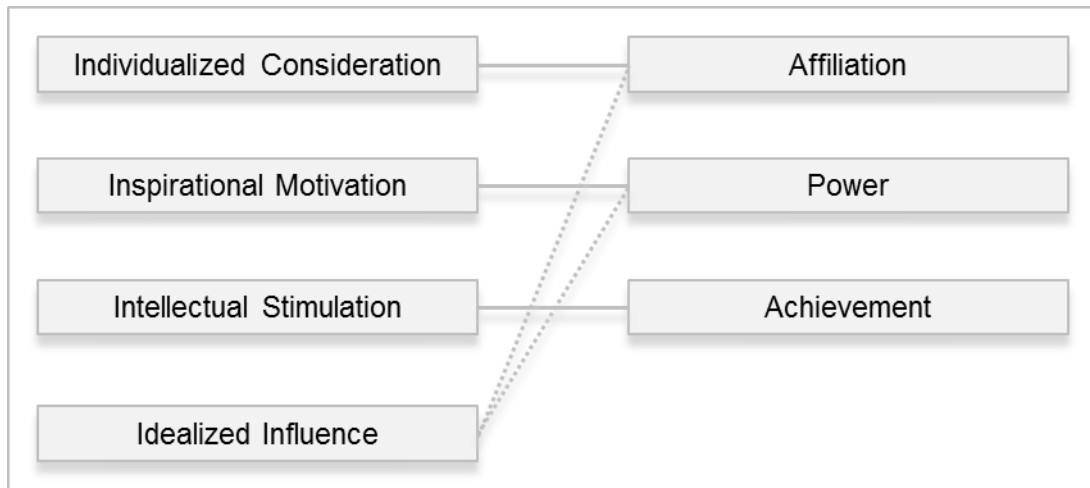 Individualized Consideration
Affiliation
Inspirational Motivation
Power
Intellectual Stimulation
Achievement
Idealized Influence